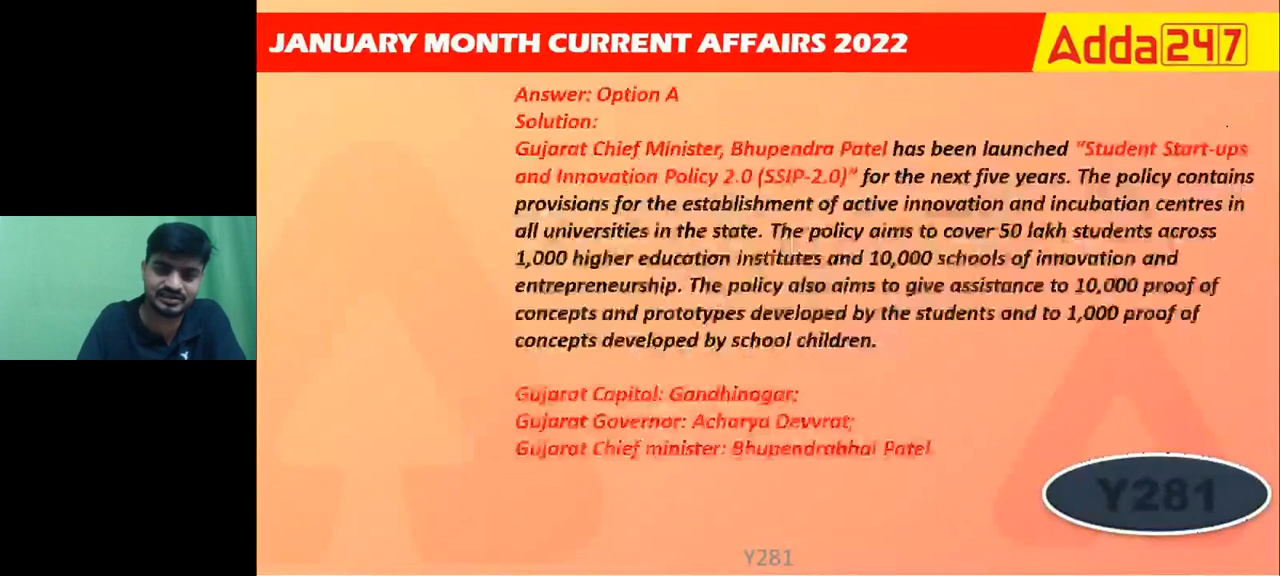 JANUARY MONTH CURRENT AFFAIRS 2022
Adda247
Answer: Option A
Solution:
Gujarat Chief Minister, Bhupendra Patel has been launched "Student Start-ups
and Innovation Policy 2.0 (SSIP-2.0)" for the next five years. The policy contains
provisions for the establishment of active innovation and incubation centres in
all universities in the state. The policy aims to cover 50 lakh students across
1,000 higher education institutes and 10,000 schools of innovation and
entrepreneurship. The policy also aims to give assistance to 10,000 proof of
concepts and prototypes developed by the students and to 1,000 proof of
concepts developed by school children.
Gujarat Capital: Gandhinagar;
Gujarat Governor: Acharya Devvrat;
Gujarat Chief minister: Bhupendrabhai Patel
Y281
Y281